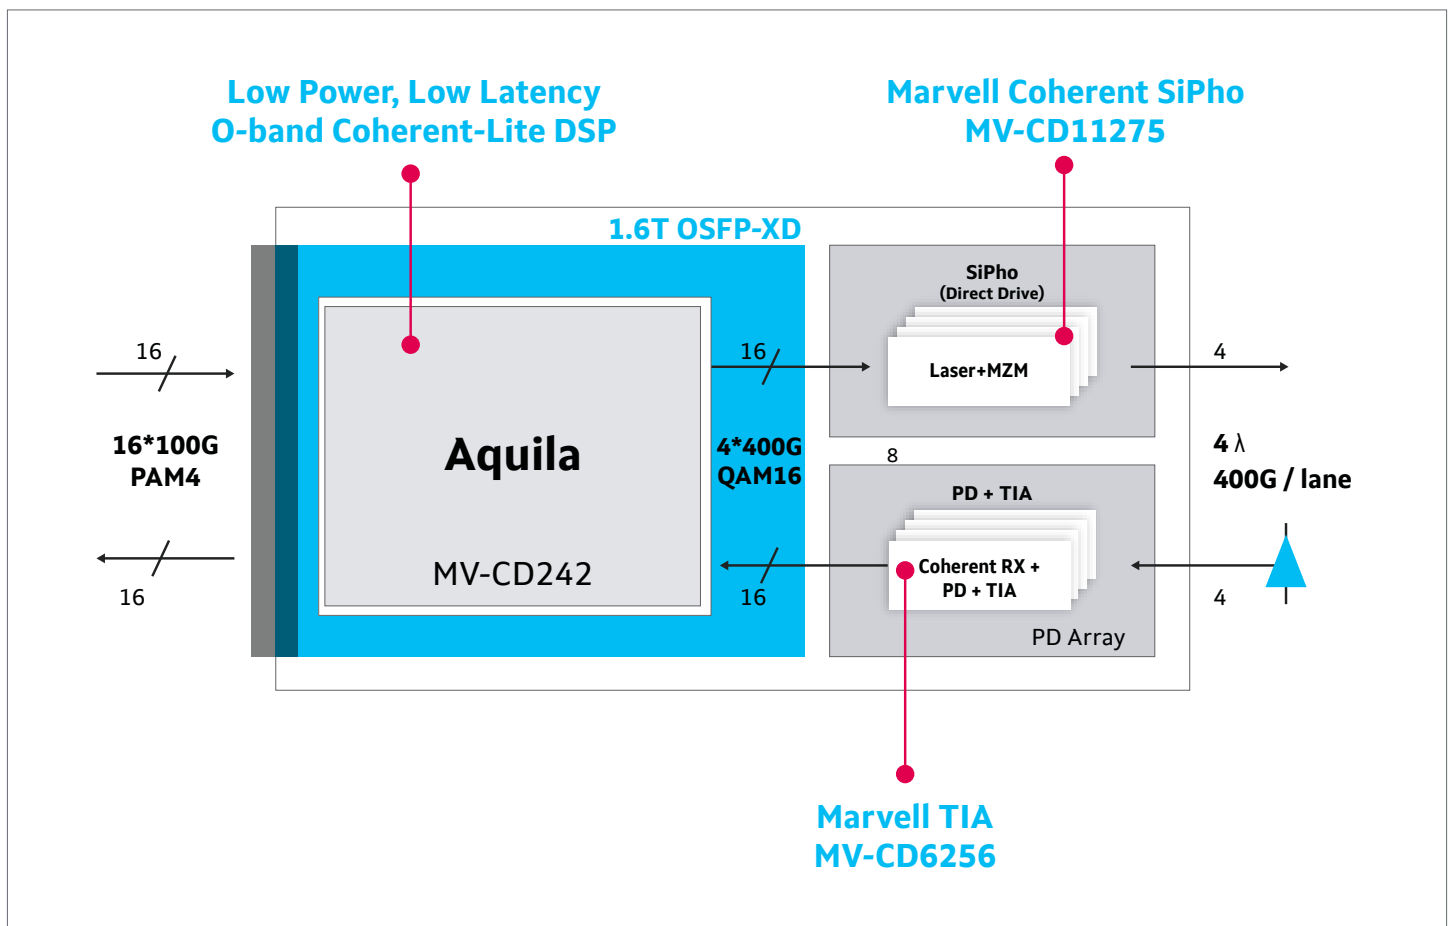 Low Power, Low Latency
O-band Coherent-Lite DSP
Marvell Coherent SiPho
MV-CD11275
1.6T OSFP-XD
SiPho
(Direct Drive)
Laser+MZM
16
16
4
16*100G
PAM4
Aquila
MV-CD242
4*400G
QAM16
8
4 λ
400G / lane
PD + TIA
Coherent RX +
PD + TIA
PD Array
16
16
4
Marvell TIA
MV-CD6256